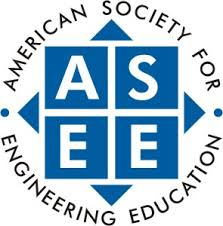 AMERICAN SOCIETY FOR
A S
E E
ENGINEERING EDUCATION